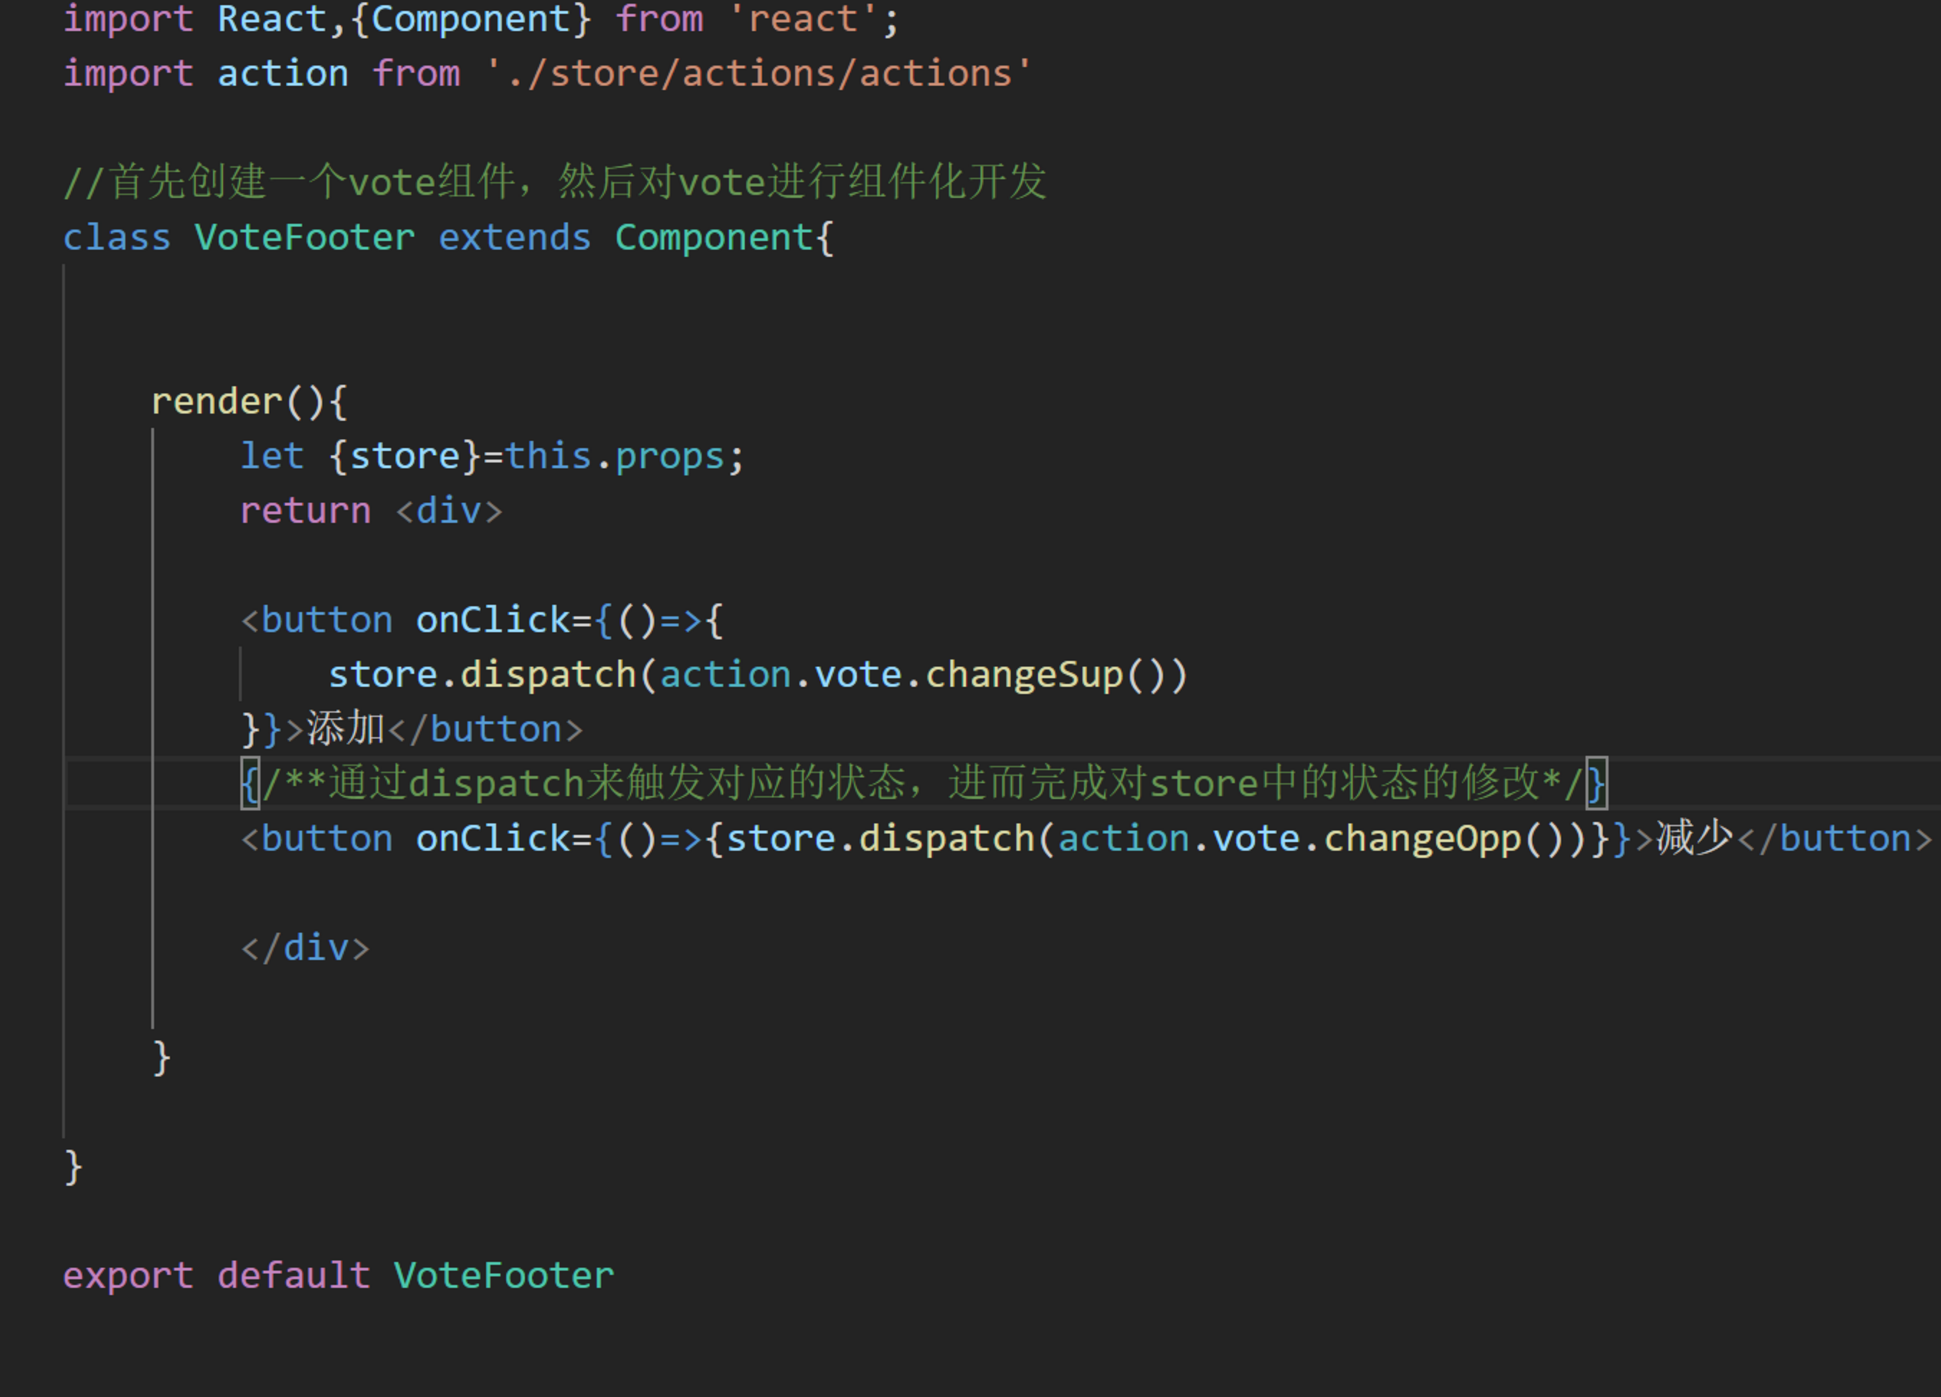 import React,{Component} from 'react';
import action from './store/actions/actions'
//首先创建一个vote组件，然后对vote进行组件化开发
class VoteFooter extends Component{
render(){
let {store}=this.props;
return <div>
<button onClick={()=>{
store.dispatch(action.vote.changeSup())
}}>添加</button>
{/**通过dispatch来触发对应的状态，进而完成对store中的状态的修改*/}
<button onClick={()=>{store.dispatch(action.vote.changeOpp())}}>减少</button>
</div>
}
}
export default VoteFooter